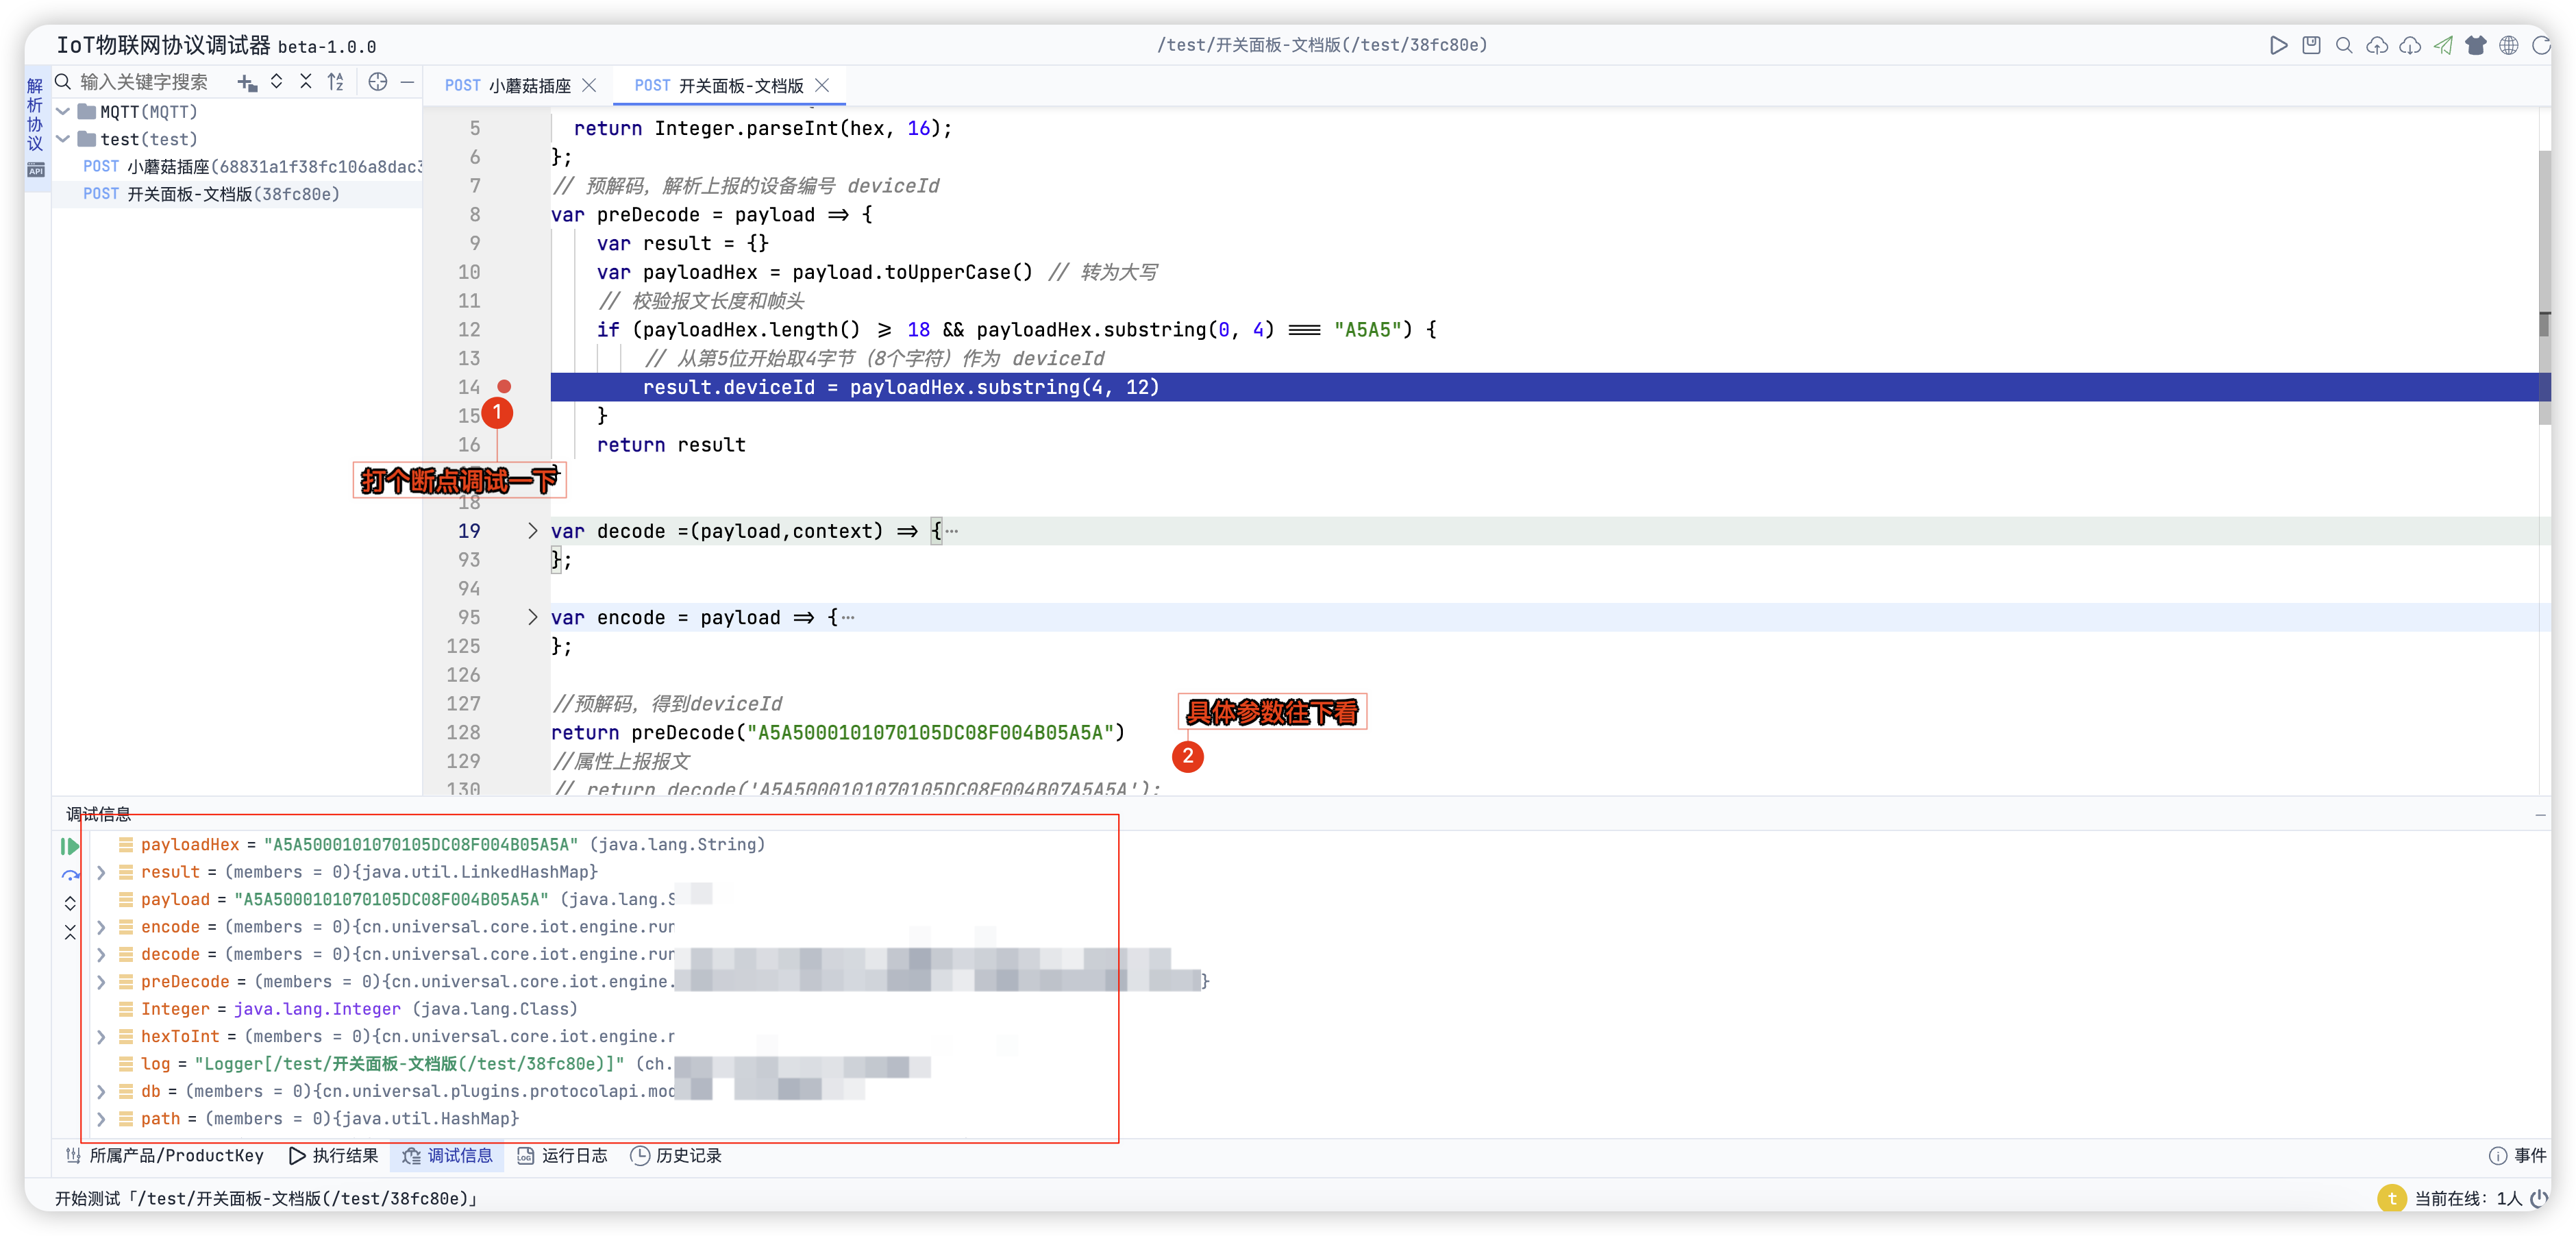 IoT物联网协议调试器 beta-1.0.0
/test/开关面板-文档版(/test/38fc80e)
解析协议
API
输入关键字搜索
MQTT(MQTT)
test(test)
POST 小蘑菇插座(68831a1f38fc106a8dac3
POST 开关面板-文档版(38fc80e)
POST 小蘑菇插座
POST 开关面板-文档版
5 return Integer.parseInt(hex, 16);
6 };
7 // 预解码，解析上报的设备编号 deviceId
8 var preDecode = payload => {
9 var result = {}
10 var payloadHex = payload.toUpperCase() // 转为大写
11 // 校验报文长度和帧头
12 if (payloadHex.length() >= 18 && payloadHex.substring(0, 4) === "A5A5") {
13 // 从第5位开始取4字节（8个字符）作为 deviceId
14 result.deviceId = payloadHex.substring(4, 12)
15 }
1
16 return result
打个断点调试一下
}
18
19 var decode =(payload,context) => {…
93 };
94
95 var encode = payload => {…
125 };
126
127 //预解码，得到deviceId
具体参数往下看
128 return preDecode("A5A5000101070105DC08F004B05A5A")
2
129 //属性上报报文
130 // return decode('A5A5000101070105DC08F004B07A5A5A');
调试信息
payloadHex = "A5A5000101070105DC08F004B05A5A" (java.lang.String)
result = (members = 0){java.util.LinkedHashMap}
payload = "A5A5000101070105DC08F004B05A5A" (java.lang.S
encode = (members = 0){cn.universal.core.iot.engine.run
decode = (members = 0){cn.universal.core.iot.engine.run
preDecode = (members = 0){cn.universal.core.iot.engine. }
Integer = java.lang.Integer (java.lang.Class)
hexToInt = (members = 0){cn.universal.core.iot.engine.r
log = "Logger[/test/开关面板-文档版(/test/38fc80e)]" (ch.
db = (members = 0){cn.universal.plugins.protocolapi.mod
path = (members = 0){java.util.HashMap}
所属产品/ProductKey 执行结果 调试信息 运行日志 历史记录 事件
开始测试「/test/开关面板-文档版(/test/38fc80e)」
t 当前在线：1人